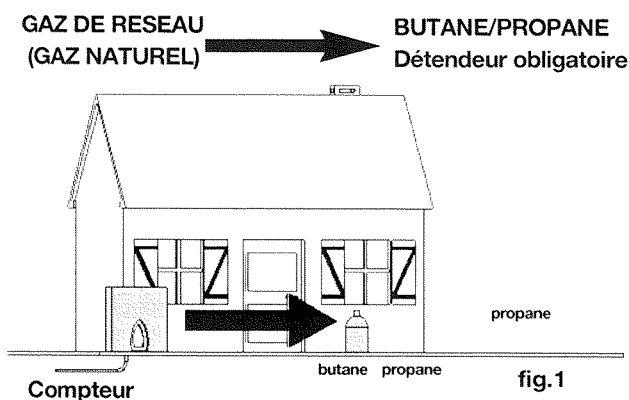 GAZ DE RESEAU
(GAZ NATUREL)
BUTANE/PROPANE
Détendeur obligatoire
propane
butane propane
Compteur
fig.1